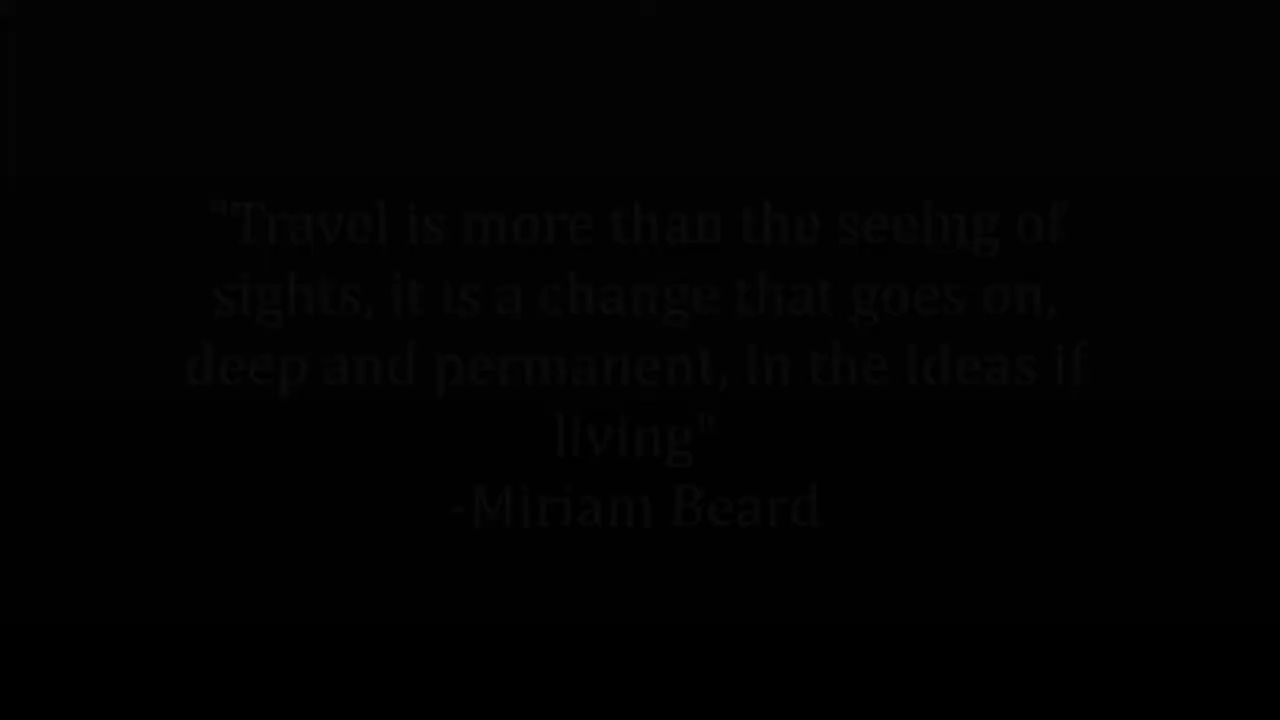 "Travel is more than the seeing of
sights, it is a change that goes on,
deep and permanent, in the ideas if
living"
-Miriam Beard